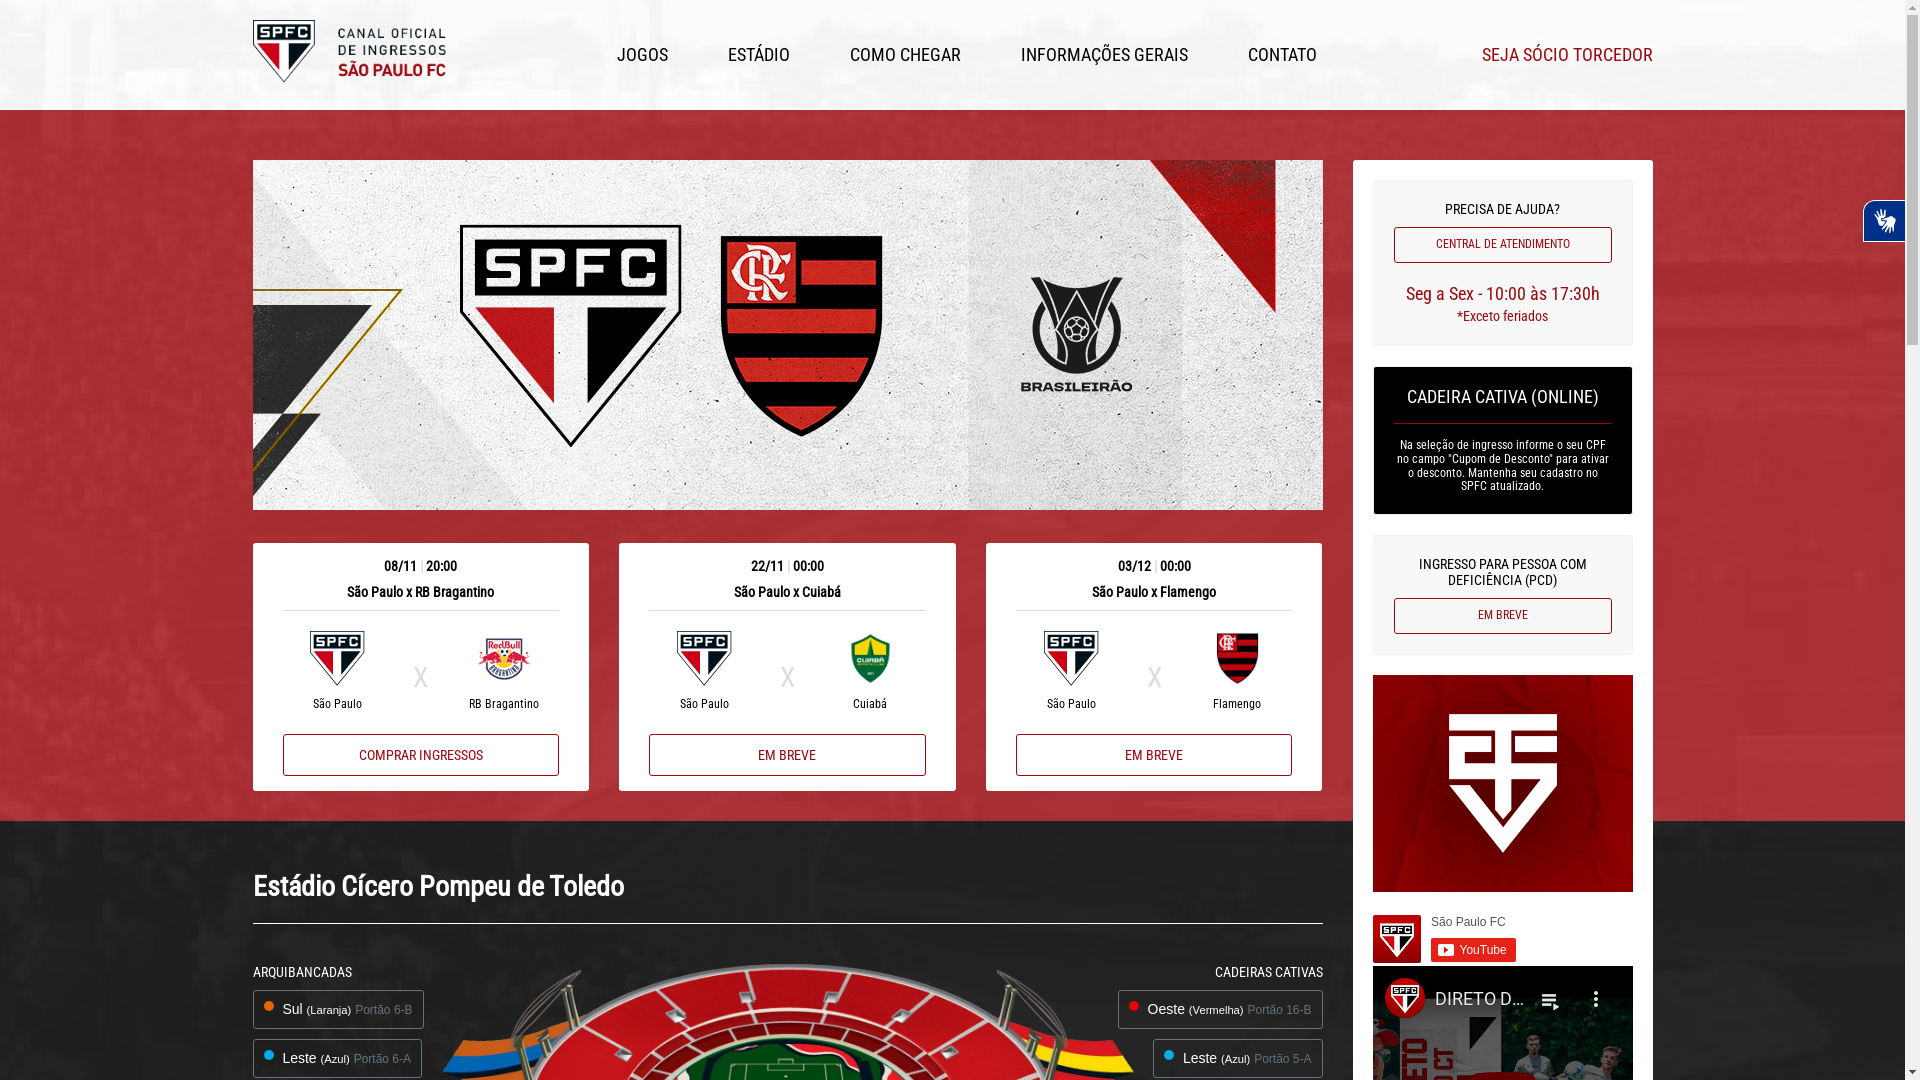 SPFC
CANAL OFICIAL
DE INGRESSOS
SÃO PAULO FC
JOGOS
ESTÁDIO
COMO CHEGAR
INFORMAÇÕES GERAIS
CONTATO
SEJA SÓCIO TORCEDOR
SPFC
CRF
BRASILEIRÃO
PRECISA DE AJUDA?
CENTRAL DE ATENDIMENTO
Seg a Sex - 10:00 às 17:30h
*Exceto feriados
CADEIRA CATIVA (ONLINE)
Na seleção de ingresso informe o seu CPF
no campo "Cupom de Desconto" para ativar
o desconto. Mantenha seu cadastro no
SPFC atualizado.
INGRESSO PARA PESSOA COM
DEFICIÊNCIA (PCD)
EM BREVE
08/11 | 20:00
São Paulo x RB Bragantino
SPFC
X
Red Bull
BRAGANTINO
São Paulo
RB Bragantino
COMPRAR INGRESSOS
22/11 | 00:00
São Paulo x Cuiabá
SPFC
X
CUIABÁ
São Paulo
Cuiabá
EM BREVE
03/12 | 00:00
São Paulo x Flamengo
SPFC
X
São Paulo
Flamengo
EM BREVE
São Paulo FC
YouTube
DIRETO D...
Estádio Cícero Pompeu de Toledo
ARQUIBANCADAS
Sul (Laranja) Portão 6-B
Leste (Azul) Portão 6-A
CADEIRAS CATIVAS
Oeste (Vermelha) Portão 16-B
Leste (Azul) Portão 5-A